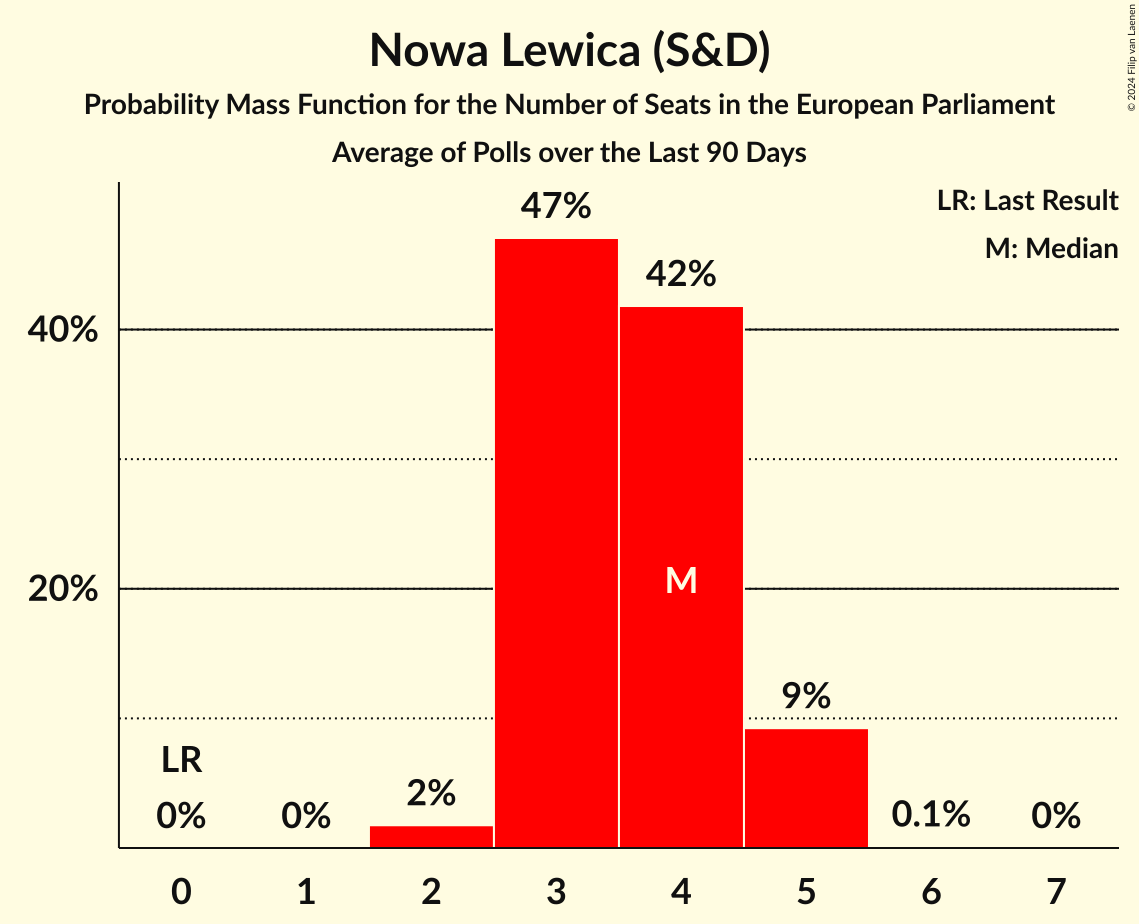 Nowa Lewica (S&D)
Probability Mass Function for the Number of Seats in the European Parliament
Average of Polls over the Last 90 Days
© 2024 Filip van Laenen
LR: Last Result
M: Median
47%
42%
40%
M
20%
9%
LR
2%
0%
0%
0.1%
0%
0 1 2 3 4 5 6 7